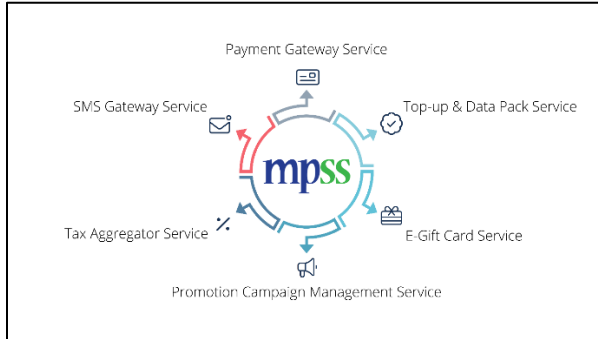 Payment Gateway Service
SMS Gateway Service
Top-up & Data Pack Service
mpss
Tax Aggregator Service
E-Gift Card Service
Promotion Campaign Management Service